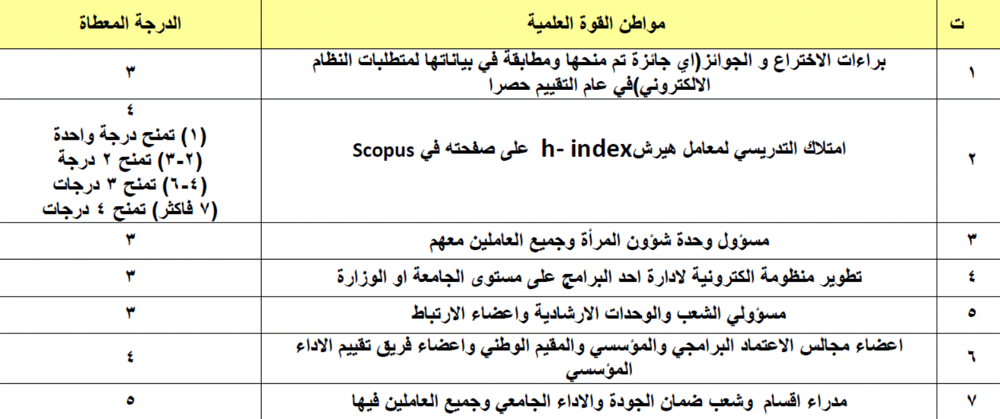 ت مواطن القوة العلمية الدرجة المعطاة
١ براءات الاختراع و الجوائز(اي جائزة تم منحها ومطابقة في بياناتها لمتطلبات النظام
الالكتروني)في عام التقييم حصرا
٣
٢ امتلاك التدريسي لمعامل هيرش h- index على صفحته في Scopus
٤
(١) تمنح درجة واحدة
(٢-٣) تمنح ٢ درجة
(٤-٦) تمنح ٣ درجات
(٧ فاكثر) تمنح ٤ درجات
٣ مسؤول وحدة شؤون المرأة وجميع العاملين معهم ٣
٤ تطوير منظومة الكترونية لادارة احد البرامج على مستوى الجامعة او الوزارة ٣
٥ مسؤولي الشعب والوحدات الارشادية واعضاء الارتباط ٣
٦ اعضاء مجالس الاعتماد البرامجي والمؤسسي والمقيم الوطني واعضاء فريق تقييم الاداء
المؤسسي
٤
٧ مدراء اقسام وشعب ضمان الجودة والاداء الجامعي وجميع العاملين فيها ٥